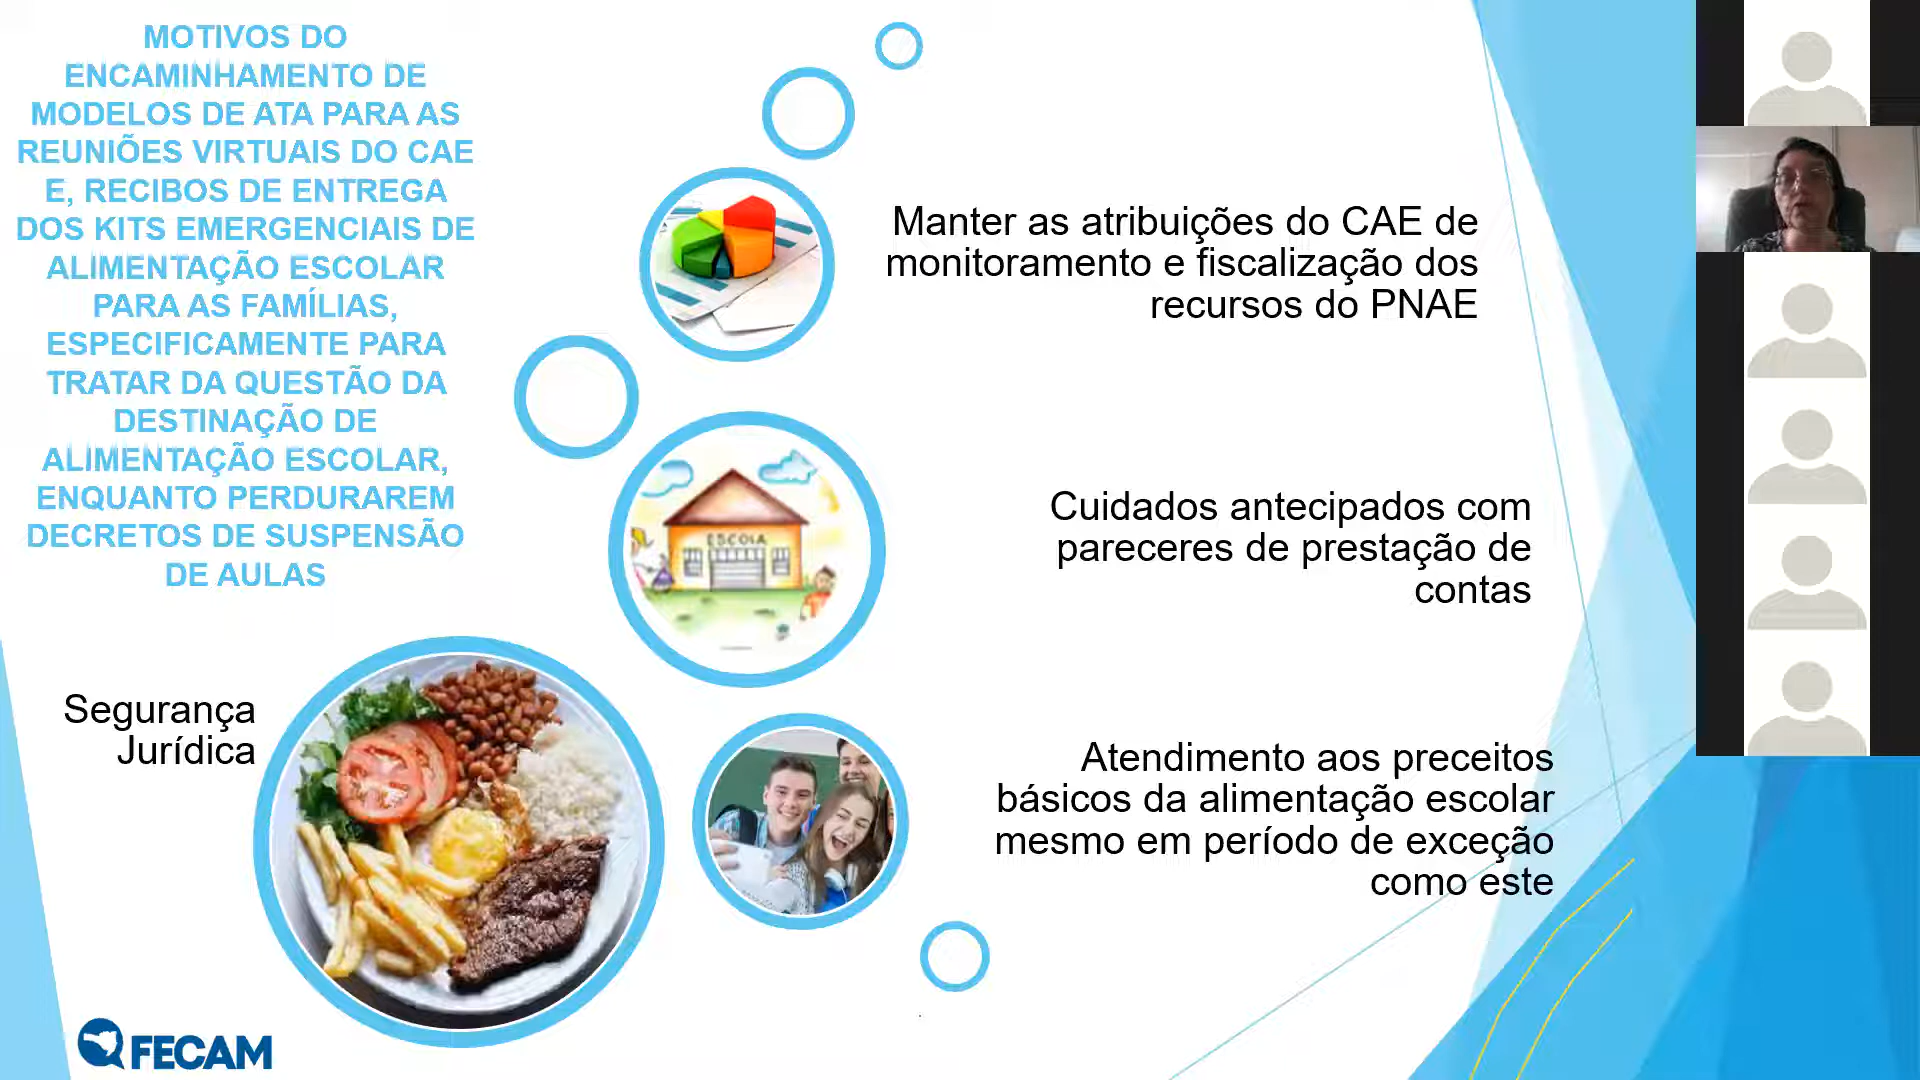 MOTIVOS DO
ENCAMINHAMENTO DE
MODELOS DE ATA PARA AS
REUNIÕES VIRTUAIS DO CAE
E, RECIBOS DE ENTREGA
DOS KITS EMERGENCIAIS DE
ALIMENTAÇÃO ESCOLAR
PARA AS FAMÍLIAS,
ESPECIFICAMENTE PARA
TRATAR DA QUESTÃO DA
DESTINAÇÃO DE
ALIMENTAÇÃO ESCOLAR,
ENQUANTO PERDURAREM
DECRETOS DE SUSPENSÃO
DE AULAS
Manter as atribuições do CAE de
monitoramento e fiscalização dos
recursos do PNAE
ESCOLA
Cuidados antecipados com
pareceres de prestação de
contas
Segurança
Jurídica
Atendimento aos preceitos
básicos da alimentação escolar
mesmo em período de exceção
como este
FECAM